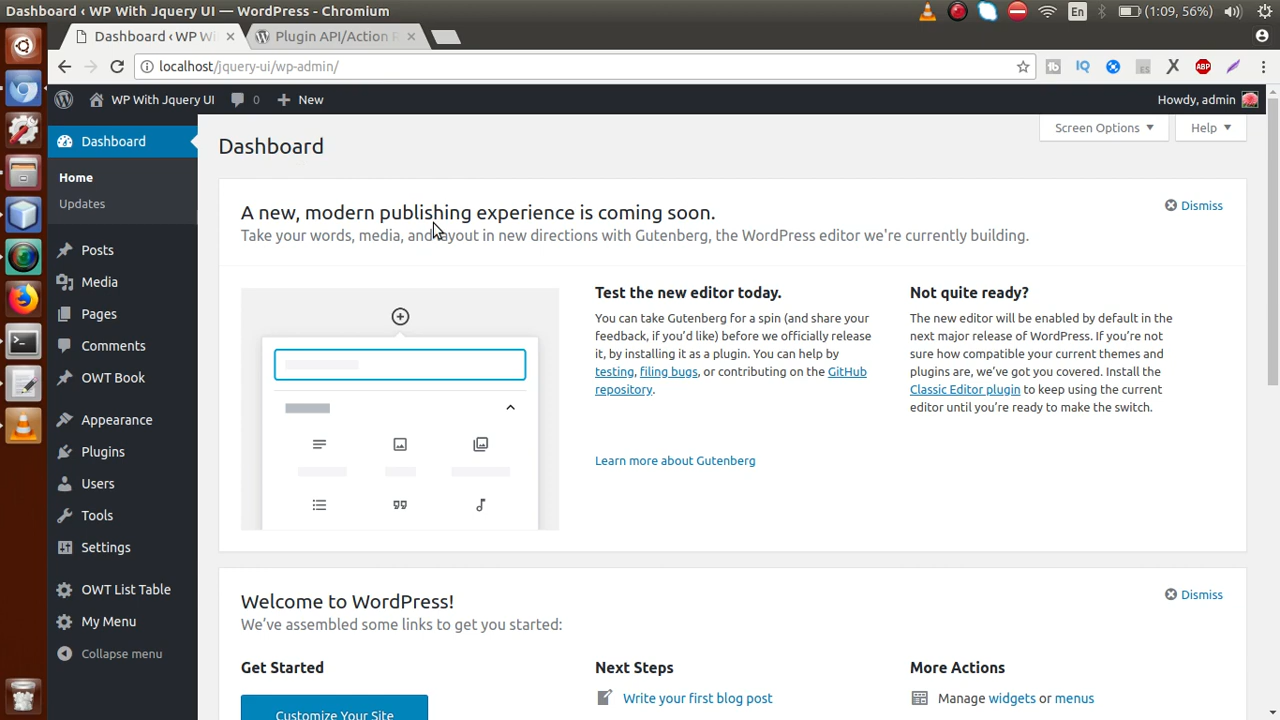 Dashboard ‹ WP With Jquery UI — WordPress - Chromium
En
(1:09, 56%)
Dashboard ‹ WP Wi
Plugin API/Action R
localhost/jquery-ui/wp-admin/
IQ
ABP
WP With Jquery UI
0
New
Howdy, admin
Dashboard
Home
Updates
Posts
Media
Pages
Comments
OWT Book
Appearance
Plugins
Users
Tools
Settings
OWT List Table
My Menu
Collapse menu
Screen Options
Help
Dashboard
A new, modern publishing experience is coming soon.
Dismiss
Take your words, media, and layout in new directions with Gutenberg, the WordPress editor we're currently building.
Test the new editor today.
You can take Gutenberg for a spin (and share your
feedback, if you'd like) before we officially release
it, by installing it as a plugin. You can help by
testing, filing bugs, or contributing on the GitHub
repository.
Learn more about Gutenberg
Not quite ready?
The new editor will be enabled by default in the
next major release of WordPress. If you're not
sure how compatible your current themes and
plugins are, we've got you covered. Install the
Classic Editor plugin to keep using the current
editor until you're ready to make the switch.
Welcome to WordPress!
Dismiss
We've assembled some links to get you started:
Get Started
Customize Your Site
Next Steps
Write your first blog post
More Actions
Manage widgets or menus